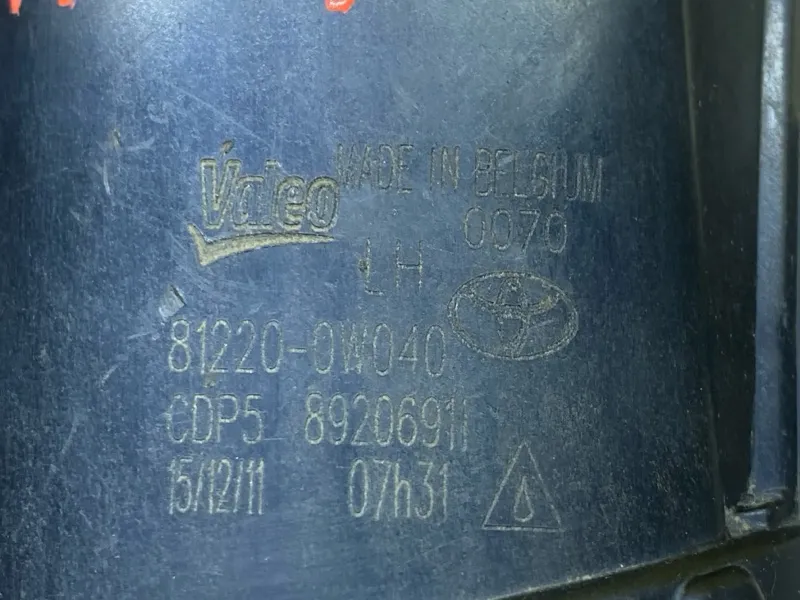 Valeo MADE IN BELGIUM
0070
LH
81220-0W040
CDP5 89206911
15/12/11 07h31